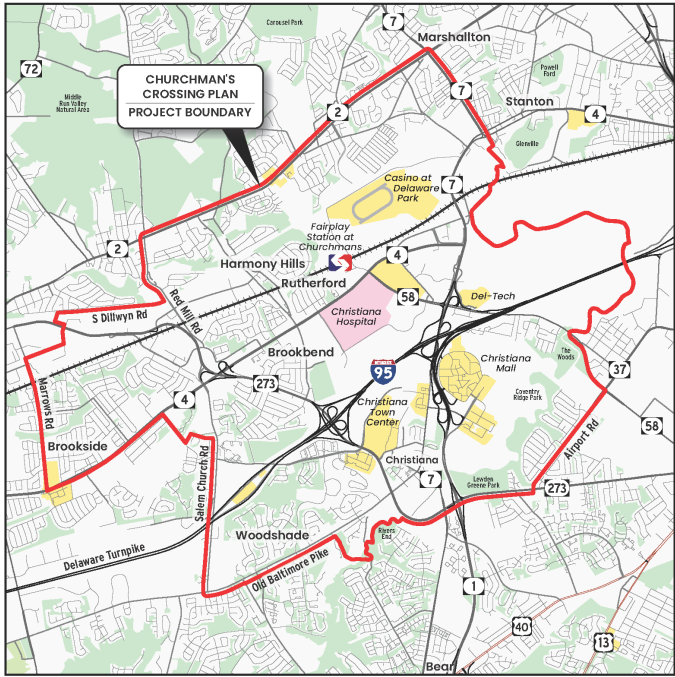 Carousel Park
7
Marshallton
72
CHURCHMAN'S
CROSSING PLAN
PROJECT BOUNDARY
Middle
Run Valley
Natural Area
2
7
Powell
Ford
Stanton
4
Glenville
Casino at
Delaware
Park
7
Fairplay
Station at
Churchmans
2
Harmony Hills
4
Rutherford
58
Del-Tech
Red Mill Rd
S Dillwyn Rd
Christiana
Hospital
Brookbend
INTERSTATE
95
Christiana
Mall
The
Woods
37
Marrows Rd
273
4
Christiana
Town
Center
Coventry
Ridge Park
58
Brookside
Airport Rd
Salem Church Rd
Christiana
7
Lewden
Greene Park
273
Woodshade
Rivers
End
Delaware Turnpike
Old Baltimore Pike
1
40
13
Bear